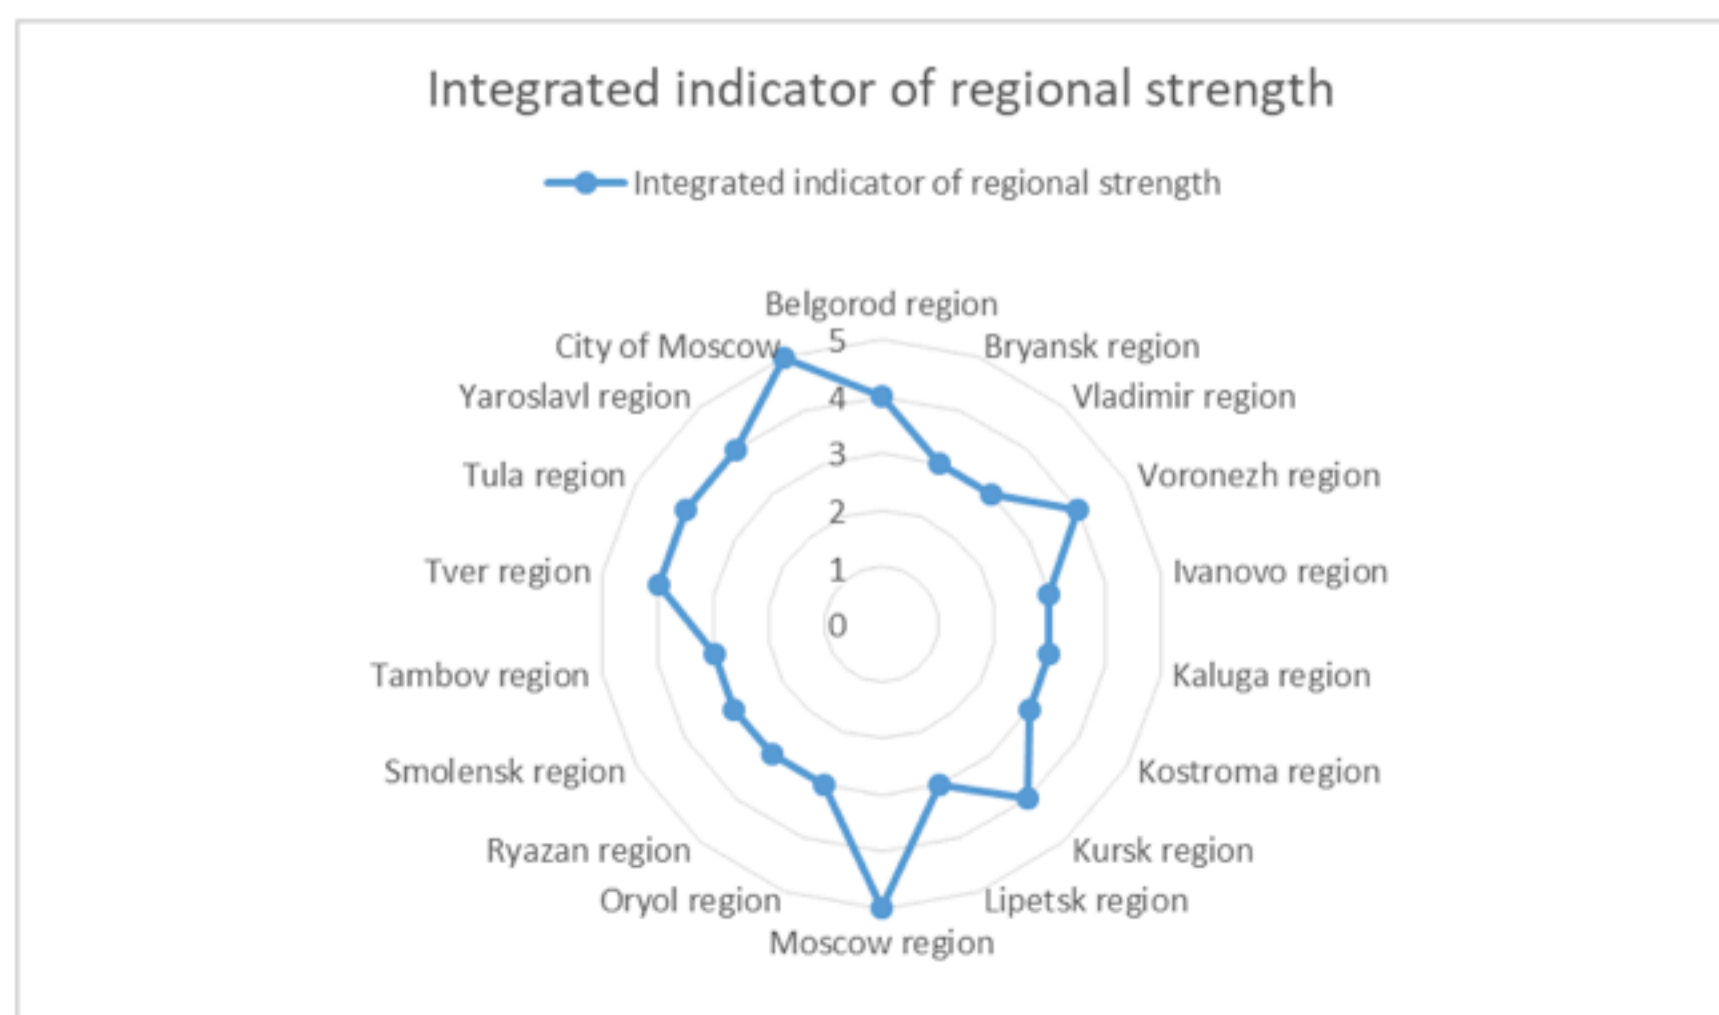 Integrated indicator of regional strength
Integrated indicator of regional strength
Belgorod region
City of Moscow
5
Bryansk region
Yaroslavl region
4
Vladimir region
Tula region
3
Voronezh region
2
Tver region
1
Ivanovo region
0
Tambov region
Kaluga region
Smolensk region
Kostroma region
Ryazan region
Kursk region
Oryol region
Lipetsk region
Moscow region